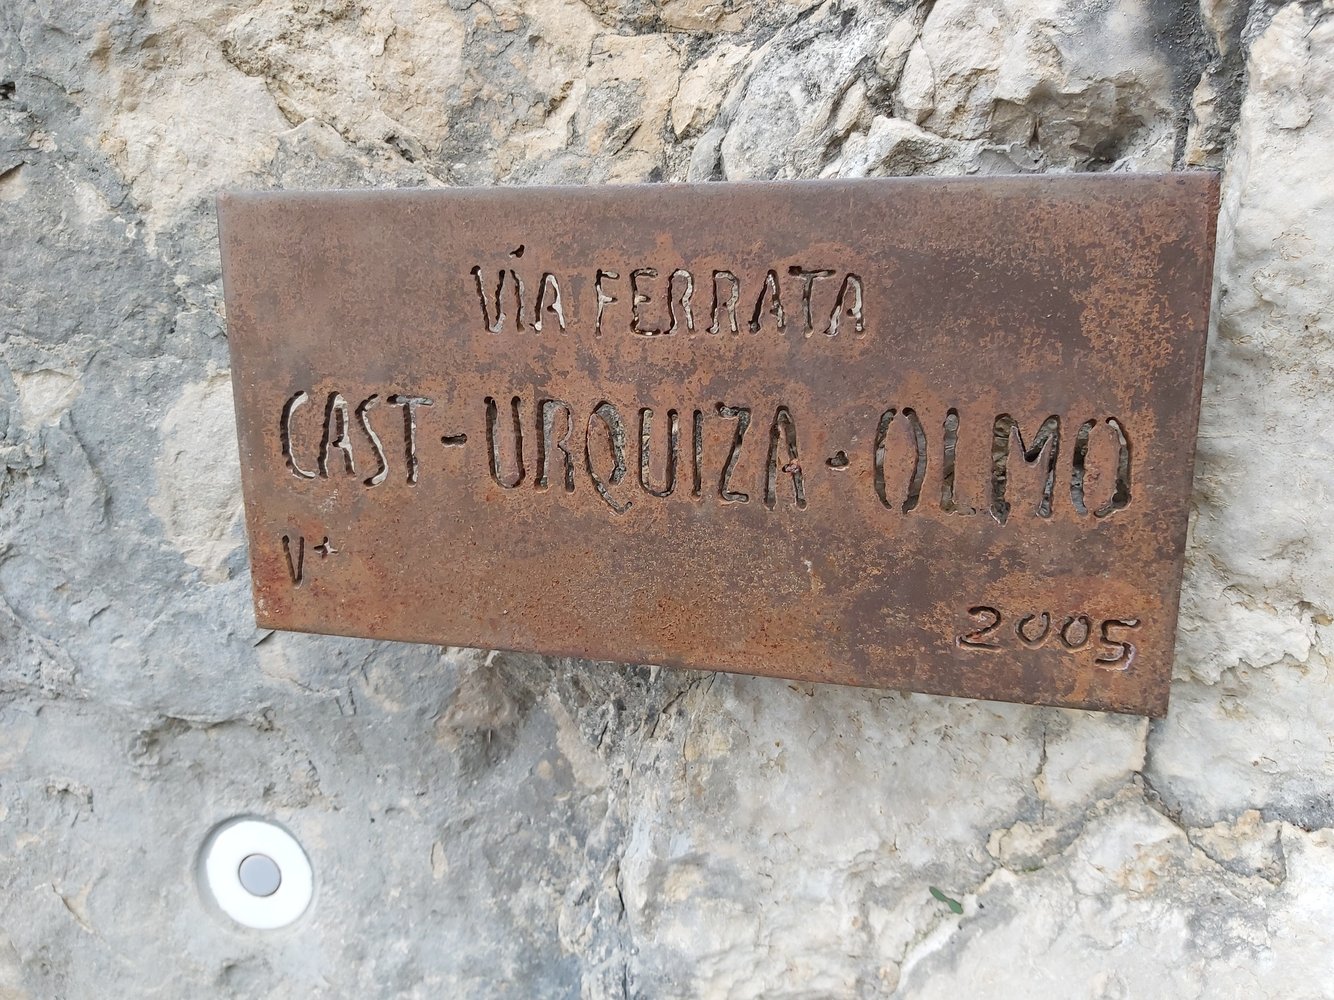 VÍA FERRATA
CAST-URQUIZA·OLMO
V+
2005